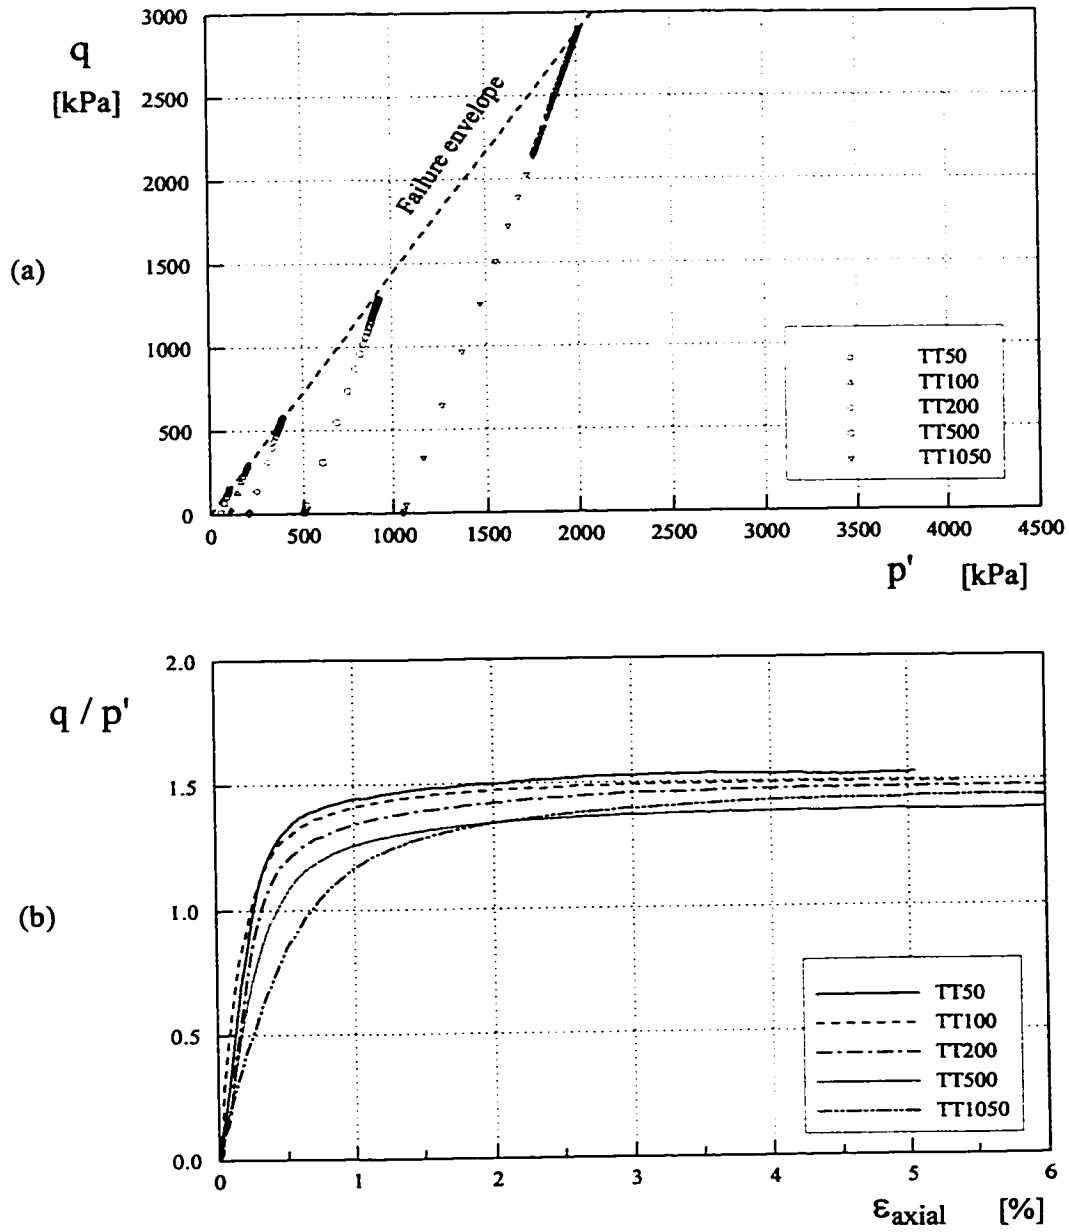 3000
q
[kPa]
2500
2000
1500
1000
500
0
Failure envelope
(a)
TT50
TT100
TT200
TT500
TT1050
0 500 1000 1500 2000 2500 3000 3500 4000 4500
p' [kPa]
2.0
q / p'
1.5
1.0
0.5
0.0
(b)
TT50
TT100
TT200
TT500
TT1050
0 1 2 3 4 5 6
εaxial [%]